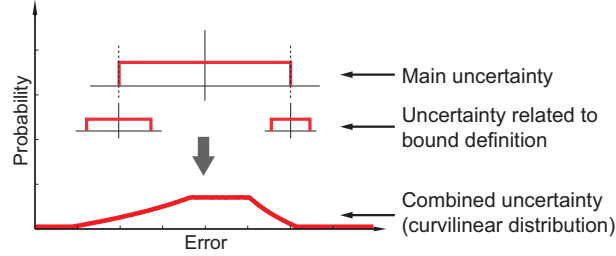 Probability
Main uncertainty
Uncertainty related to
bound definition
Combined uncertainty
(curvilinear distribution)
Error